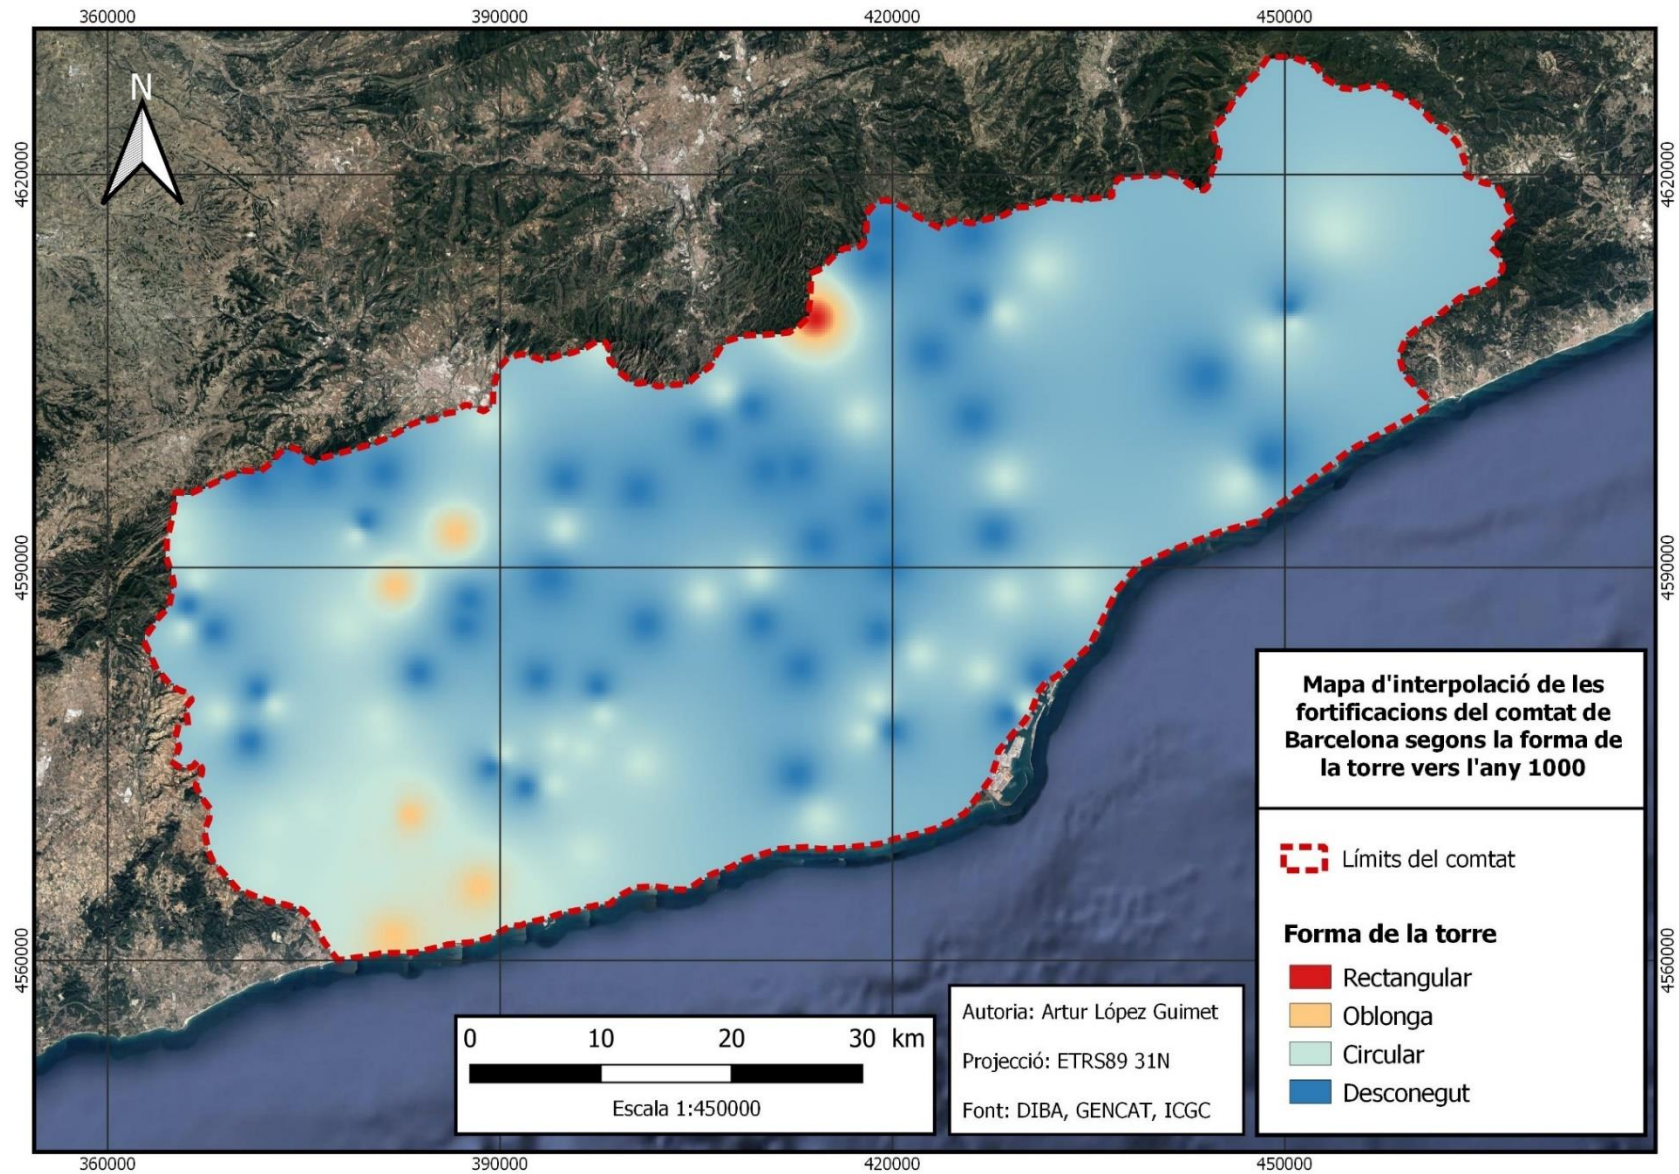 360000
390000
420000
450000
N
4620000
4620000
4590000
4590000
4560000
4560000
Mapa d'interpolació de les
fortificacions del comtat de
Barcelona segons la forma de
la torre vers l'any 1000
Límits del comtat
Forma de la torre
Rectangular
Oblonga
Circular
Desconegut
0 10 20 30 km
Escala 1:450000
Autoria: Artur López Guimet
Projecció: ETRS89 31N
Font: DIBA, GENCAT, ICGC
360000
390000
420000
450000